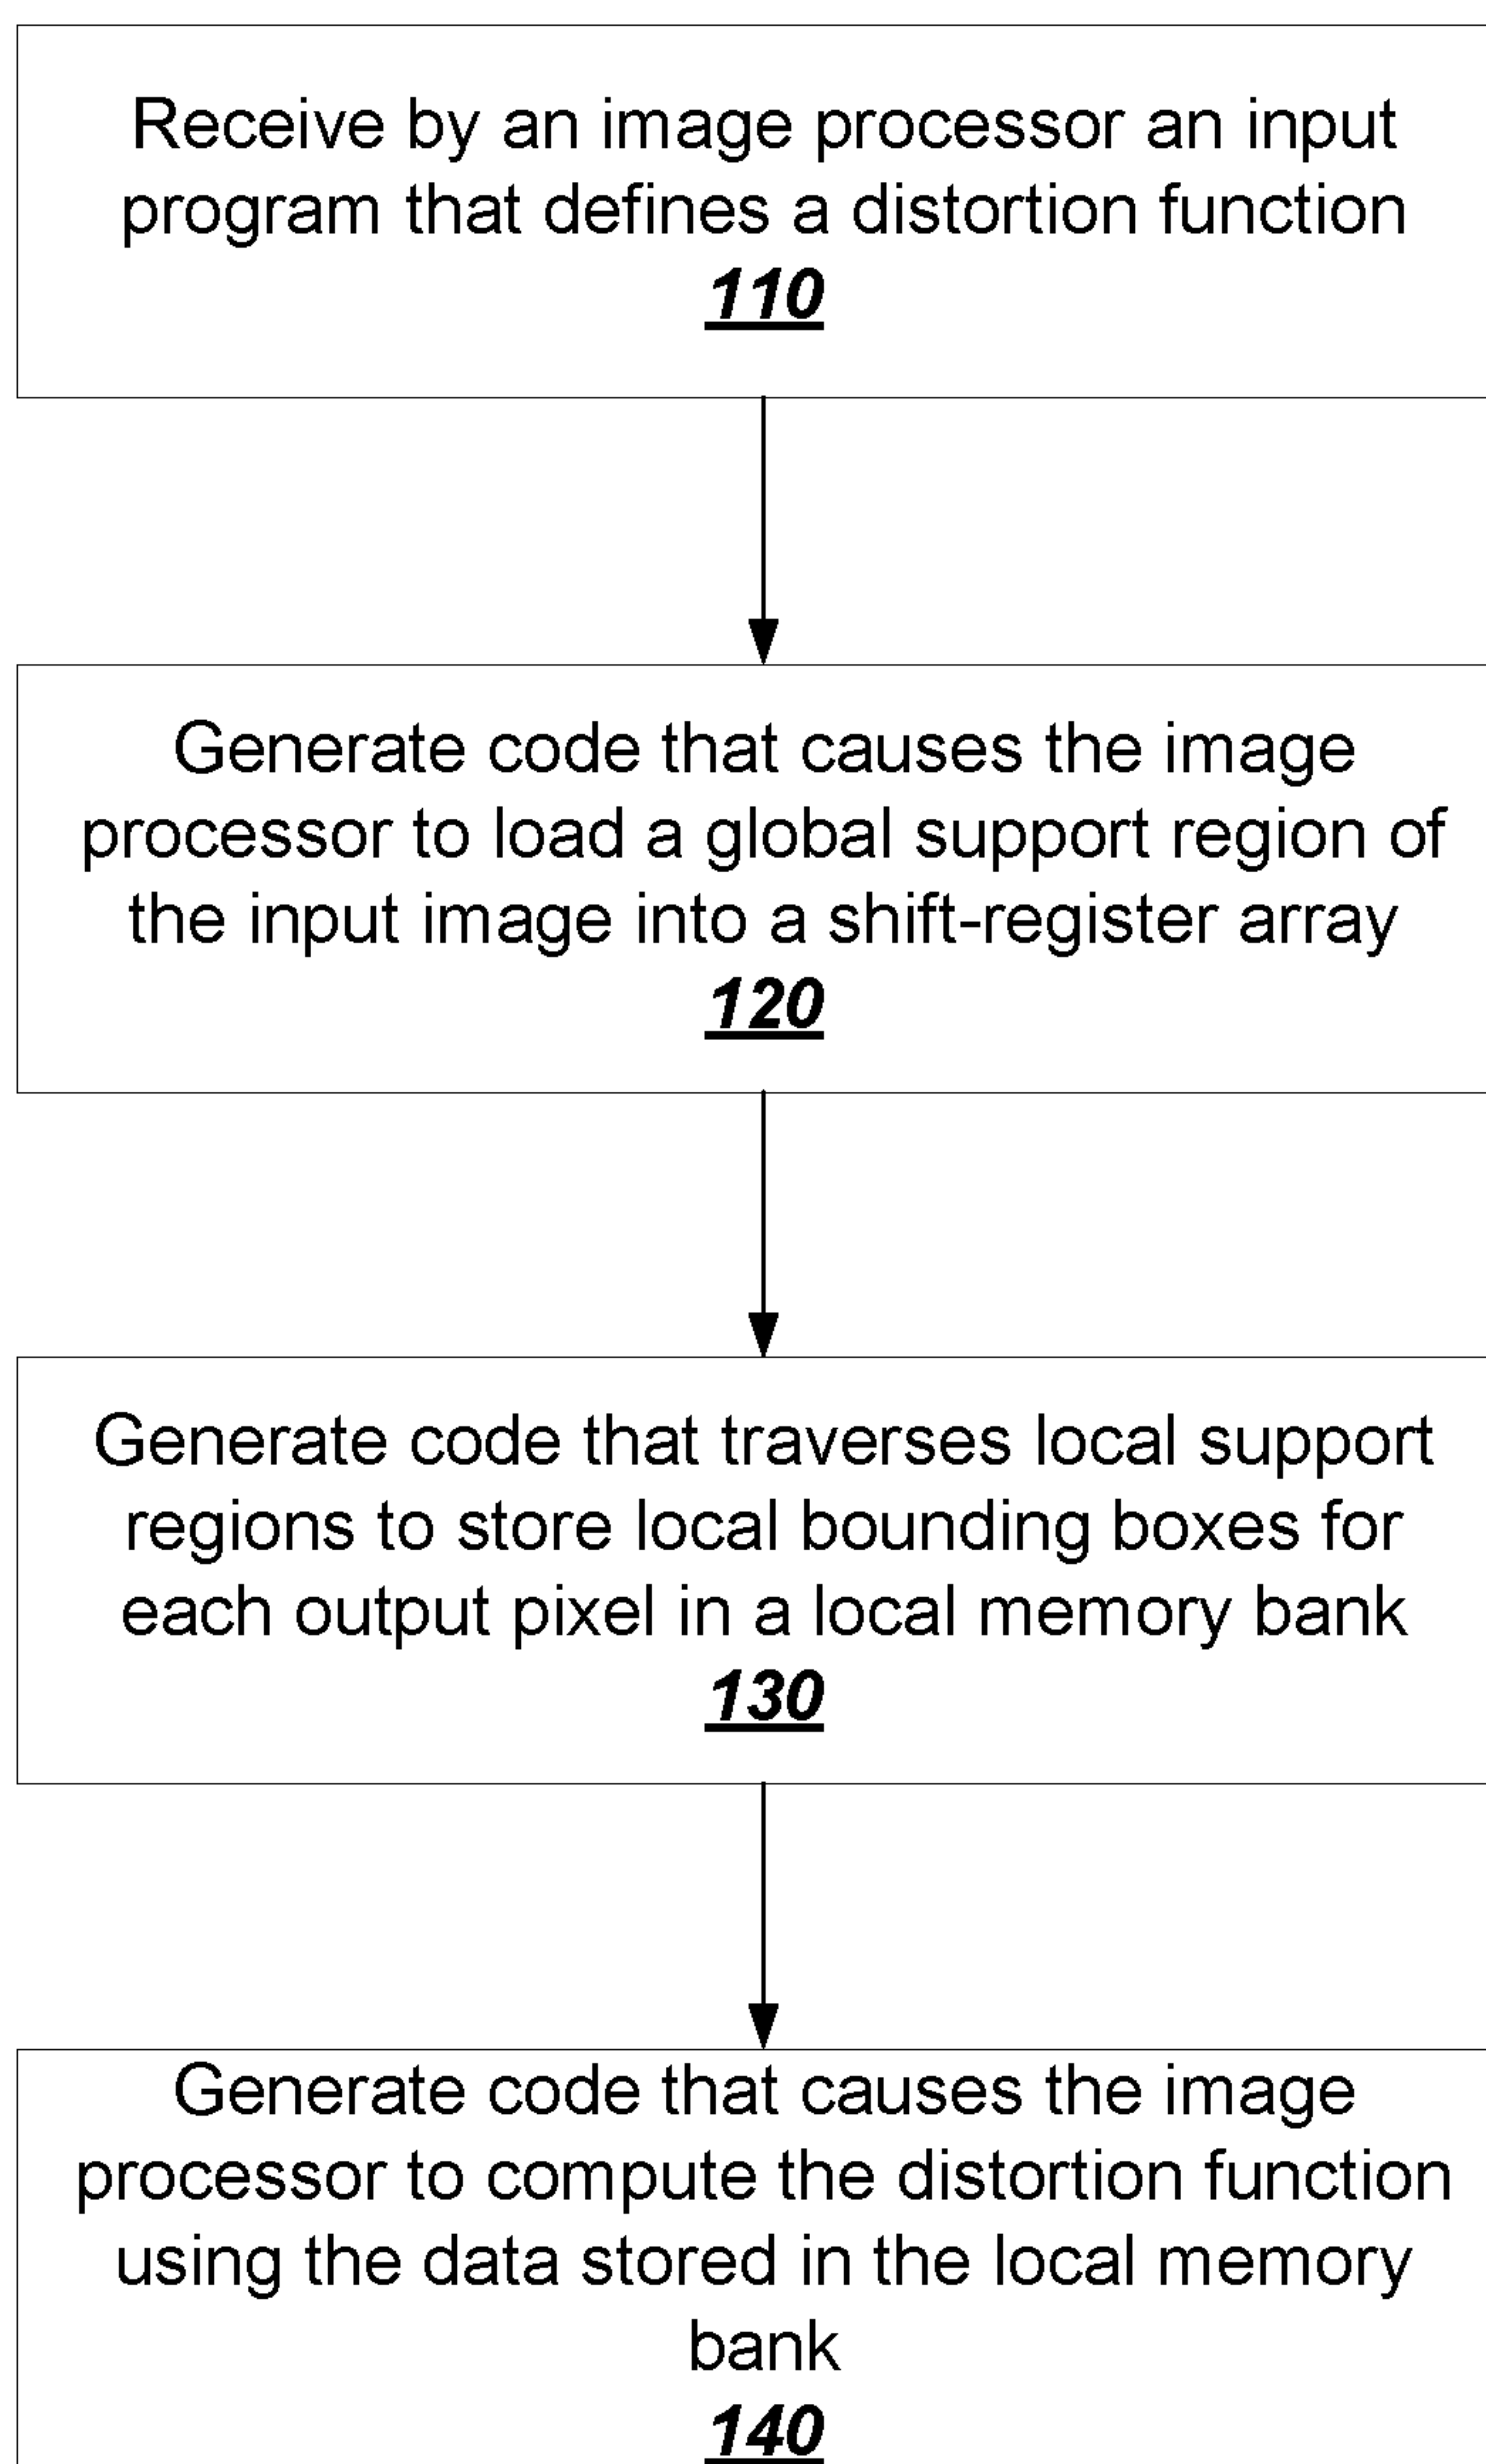 Receive by an image processor an input
program that defines a distortion function
110
Generate code that causes the image
processor to load a global support region of
the input image into a shift-register array
120
Generate code that traverses local support
regions to store local bounding boxes for
each output pixel in a local memory bank
130
Generate code that causes the image
processor to compute the distortion function
using the data stored in the local memory
bank
140